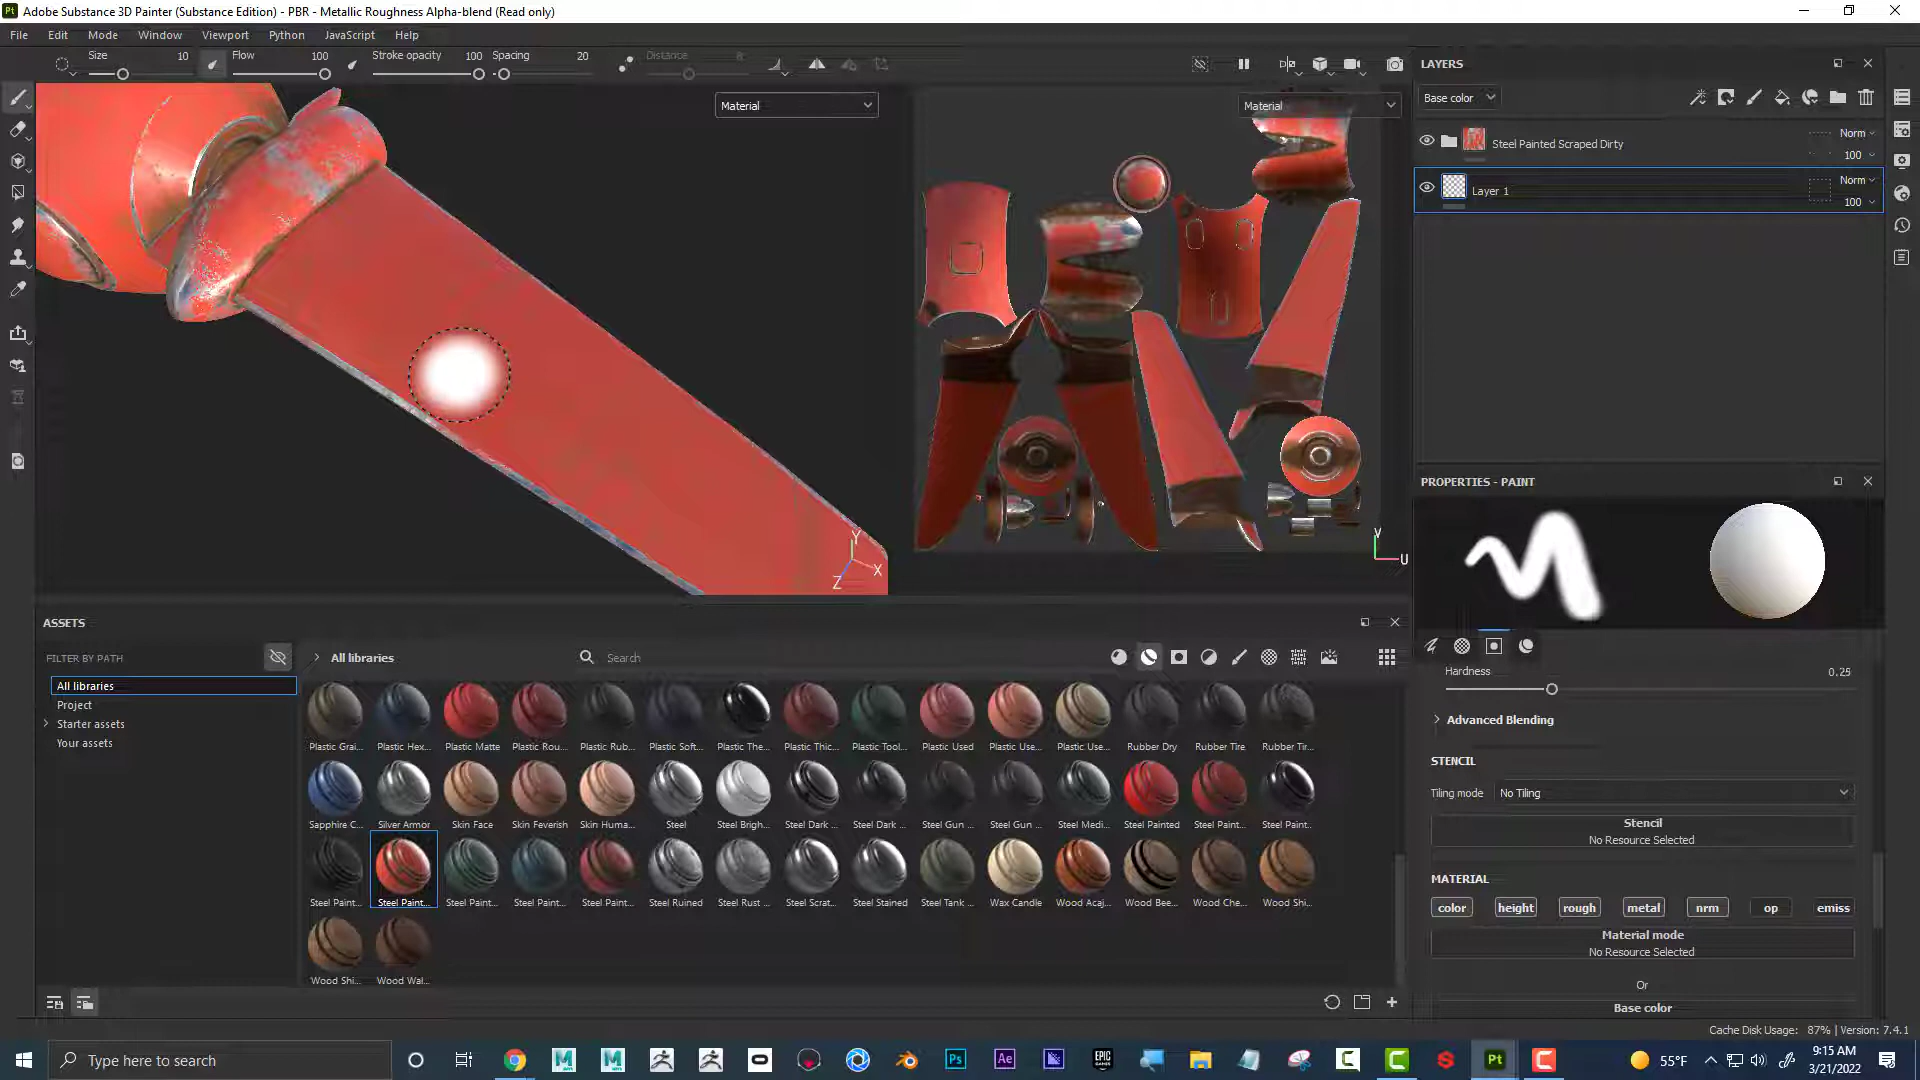 Adobe Substance 3D Painter (Substance Edition) - PBR - Metallic Roughness Alpha-blend (Read only)
File Edit Mode Window Viewport Python JavaScript Help
Size 10 Flow 100 Stroke opacity 100 Spacing 20 Distance
Material
Material
Y
X
Z
V
U
LAYERS
Base color
Steel Painted Scraped Dirty Norm 100
Layer 1 Norm 100
PROPERTIES - PAINT
Hardness 0.25
Advanced Blending
STENCIL
Tiling mode No Tiling
Stencil
No Resource Selected
MATERIAL
color height rough metal nrm op emiss
Material mode
No Resource Selected
Or
Base color
ASSETS
FILTER BY PATH
All libraries
Project
Starter assets
Your assets
All libraries
Search
Plastic Grai... Plastic Hex... Plastic Matte Plastic Rou... Plastic Rub... Plastic Soft... Plastic The... Plastic Thic... Plastic Tool... Plastic Used Plastic Use... Plastic Use... Rubber Dry Rubber Tire Rubber Tir...
Sapphire C... Silver Armor Skin Face Skin Feverish Skin Huma... Steel Steel Brigh... Steel Dark ... Steel Dark ... Steel Gun ... Steel Gun ... Steel Medi... Steel Painted Steel Paint... Steel Paint...
Steel Paint... Steel Paint... Steel Paint... Steel Paint... Steel Paint... Steel Ruined Steel Rust ... Steel Scrat... Steel Stained Steel Tank ... Wax Candle Wood Acaj... Wood Bee... Wood Che... Wood Shi...
Wood Shi... Wood Wal...
Cache Disk Usage: 87% | Version: 7.4.1
Type here to search
Ps
Ae
EPIC GAMES
Pt
55°F
9:15 AM
3/21/2022